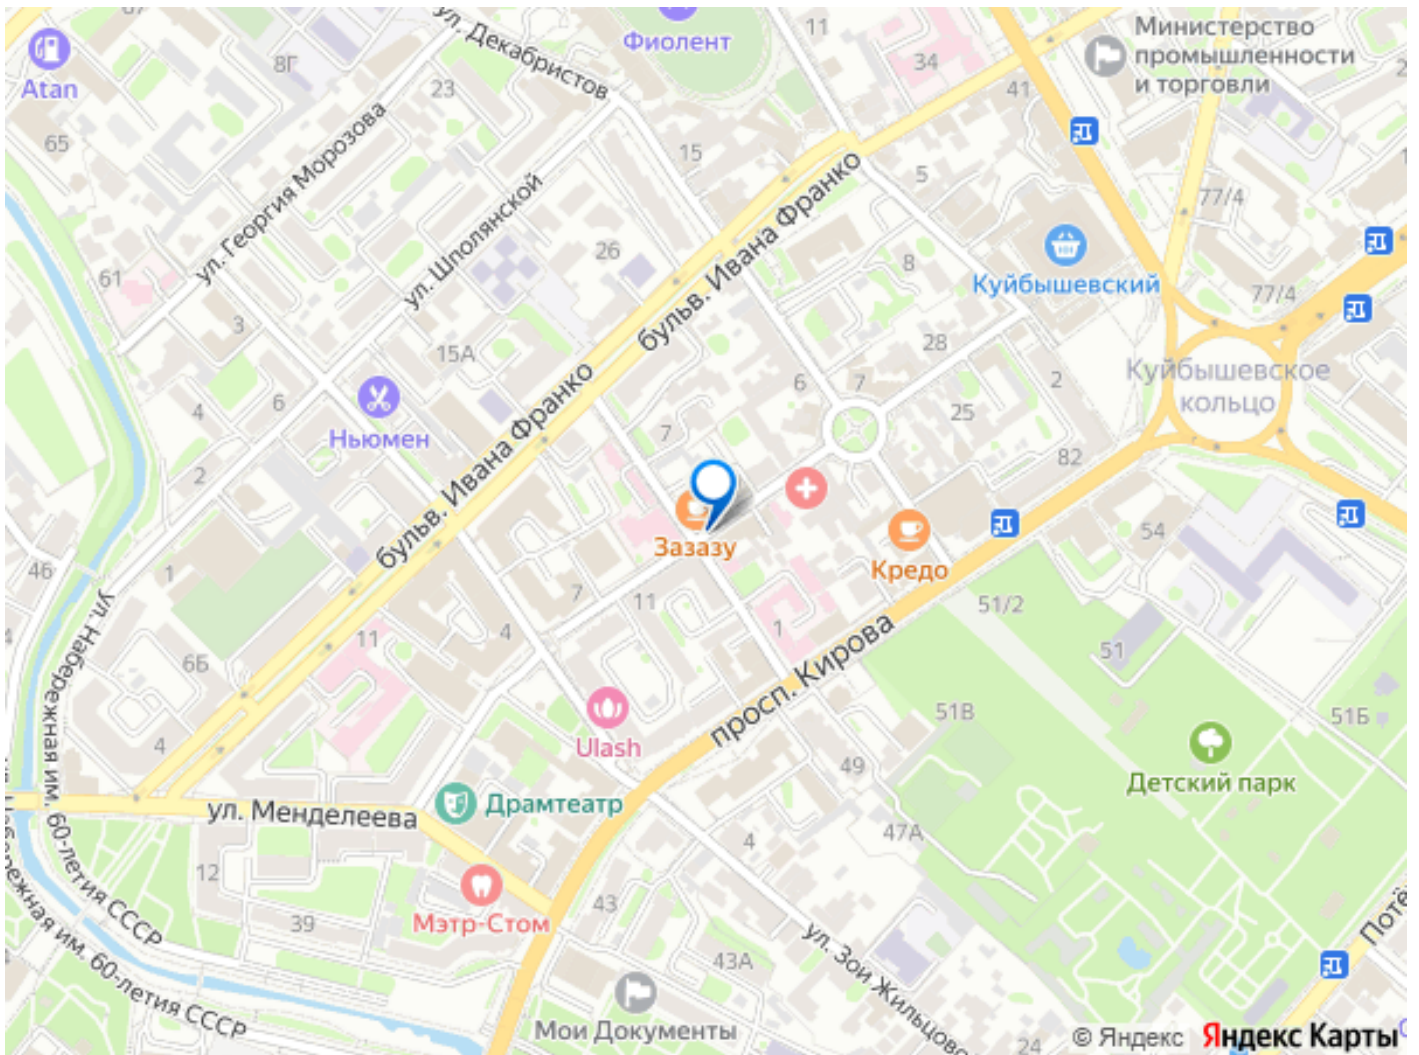 ул. Декабристов
Фиолент
11
Министерство
промышленности
и торговли
Atan
8Г
34
23
41
65
ул. Георгия Морозова
15
5
бульв. Ивана Франко
77/4
ул. Шполянской
26
8
Куйбышевский
61
77/4
3
15А
28
Куйбышевское
кольцо
6
7
2
4
6
25
Ньюмен
7
82
2
бульв. Ивана Франко
Зазазу
Кредо
54
46
1
ул. Набережная им. 60-летия СССР
7
11
51/2
4
11
1
просп. Кирова
6Б
51
51В
51Б
4
Ulash
49
Детский парк
ул. Менделеева
Драмтеатр
47А
4
12
43
39
Мэтр-Стом
ул. Зои Жильцово
43А
Потё
им. 60-летия СССР
Мои Документы
24
© Яндекс
Яндекс Карты